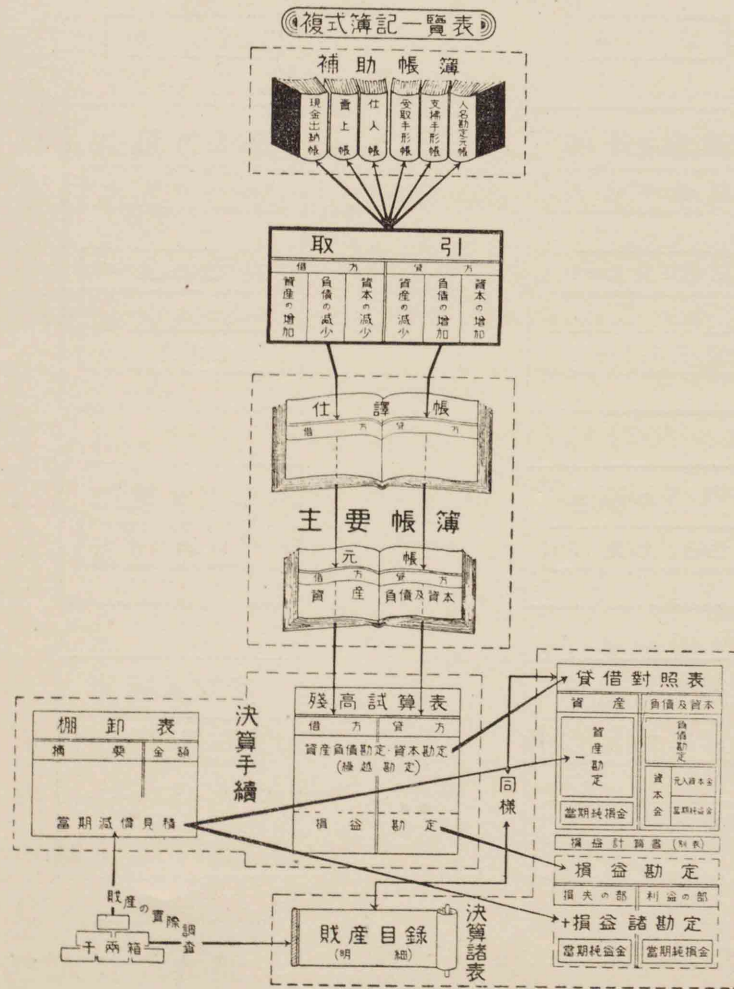 複式簿記一覽表
補助帳簿
現金出納帳
賣上帳
仕入帳
受取手形帳
支拂手形帳
人名勘定元帳
取引
借方 貸方
資産の増加
負債の減少
資本の減少
資産の減少
負債の増加
資本の増加
仕譯帳
借方 貸方
主要帳簿
元帳
借方 貸方
資産 負債及資本
残高試算表
借方 貸方
資産負債勘定・資本勘定
(繰越勘定)
損益勘定
決算手續
棚卸表
摘要 金額
當期減價見積
財産の實際調査
千両箱
財産目錄
(明細)
決算諸表
同様
貸借對照表
資産 負債及資本
資産勘定
−
負債勘定
資本金
元入資本金
當期純益金
當期純損金
損益計算書(別表)
損益勘定
損失の部 利益の部
+損益諸勘定
當期純益金 當期純損金